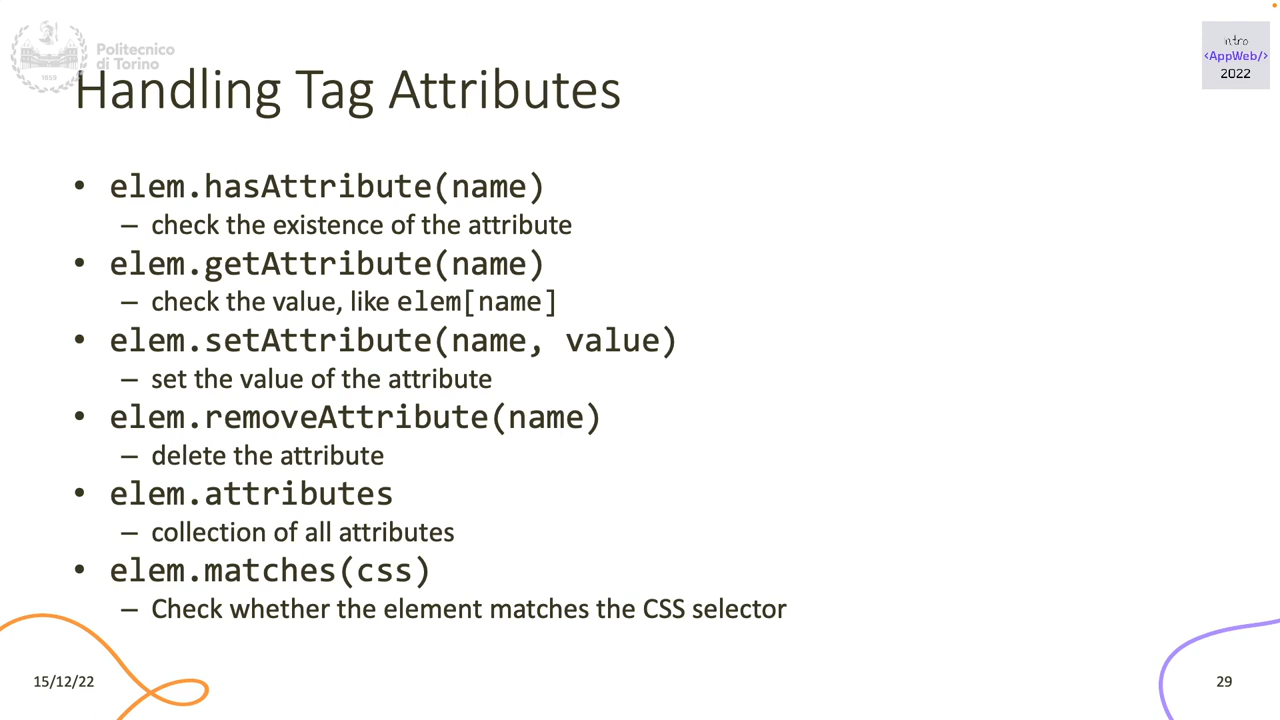 Politecnico
di Torino
1859
intro
<AppWeb/>
2022
Handling Tag Attributes
• elem.hasAttribute(name)
– check the existence of the attribute
• elem.getAttribute(name)
– check the value, like elem[name]
• elem.setAttribute(name, value)
– set the value of the attribute
• elem.removeAttribute(name)
– delete the attribute
• elem.attributes
– collection of all attributes
• elem.matches(css)
– Check whether the element matches the CSS selector
15/12/22
29